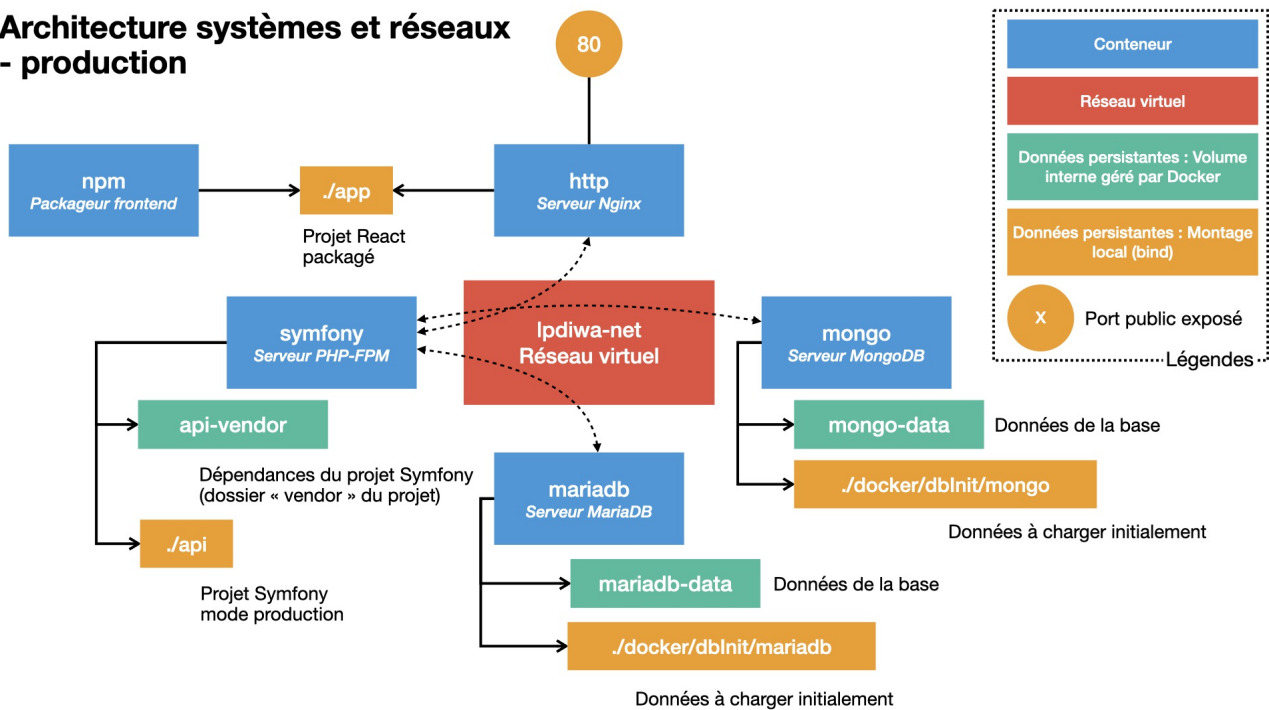 Architecture systèmes et réseaux
- production
80
Conteneur
Réseau virtuel
Données persistantes : Volume
interne géré par Docker
Données persistantes : Montage
local (bind)
X
Port public exposé
Légendes
npm
Packageur frontend
./app
http
Serveur Nginx
Projet React
packagé
symfony
Serveur PHP-FPM
lpdiwa-net
Réseau virtuel
mongo
Serveur MongoDB
api-vendor
mongo-data
Données de la base
Dépendances du projet Symfony
(dossier « vendor » du projet)
mariadb
Serveur MariaDB
./docker/dbInit/mongo
Données à charger initialement
./api
Projet Symfony
mode production
mariadb-data
Données de la base
./docker/dbInit/mariadb
Données à charger initialement